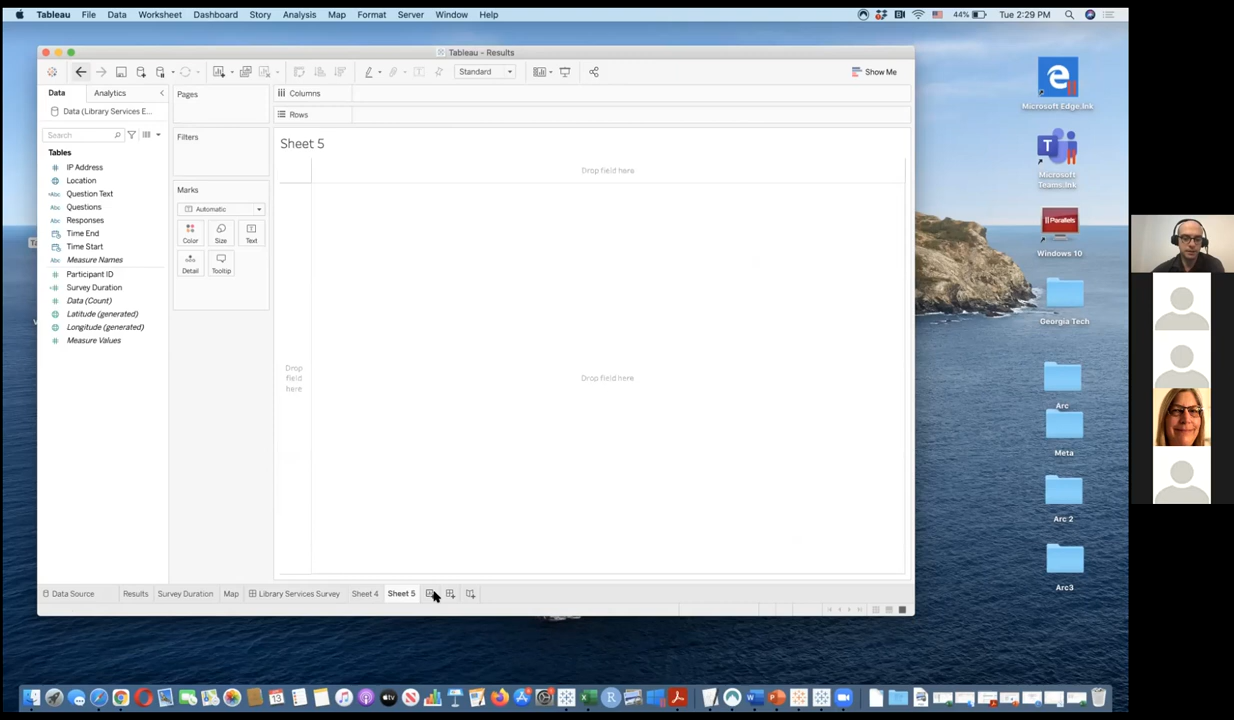 Tableau File Data Worksheet Dashboard Story Analysis Map Format Server Window Help
44% Tue 2:29 PM
Tableau - Results
Standard
Show Me
Data Analytics
Pages
Columns
Data (Library Services E...
Rows
Search
Filters
Sheet 5
Tables
Drop field here
IP Address
Location
Abc Question Text
Abc Questions
Abc Responses
Time End
Time Start
Abc Measure Names
Participant ID
Survey Duration
Data (Count)
Latitude (generated)
Longitude (generated)
Measure Values
Marks
Automatic
Color Size Text
Detail Tooltip
Drop
field
here
Drop field here
Data Source Results Survey Duration Map Library Services Survey Sheet 4 Sheet 5
Microsoft Edge.lnk
Microsoft
Teams.lnk
Parallels
Windows 10
Georgia Tech
Arc
Meta
Arc 2
Arc3